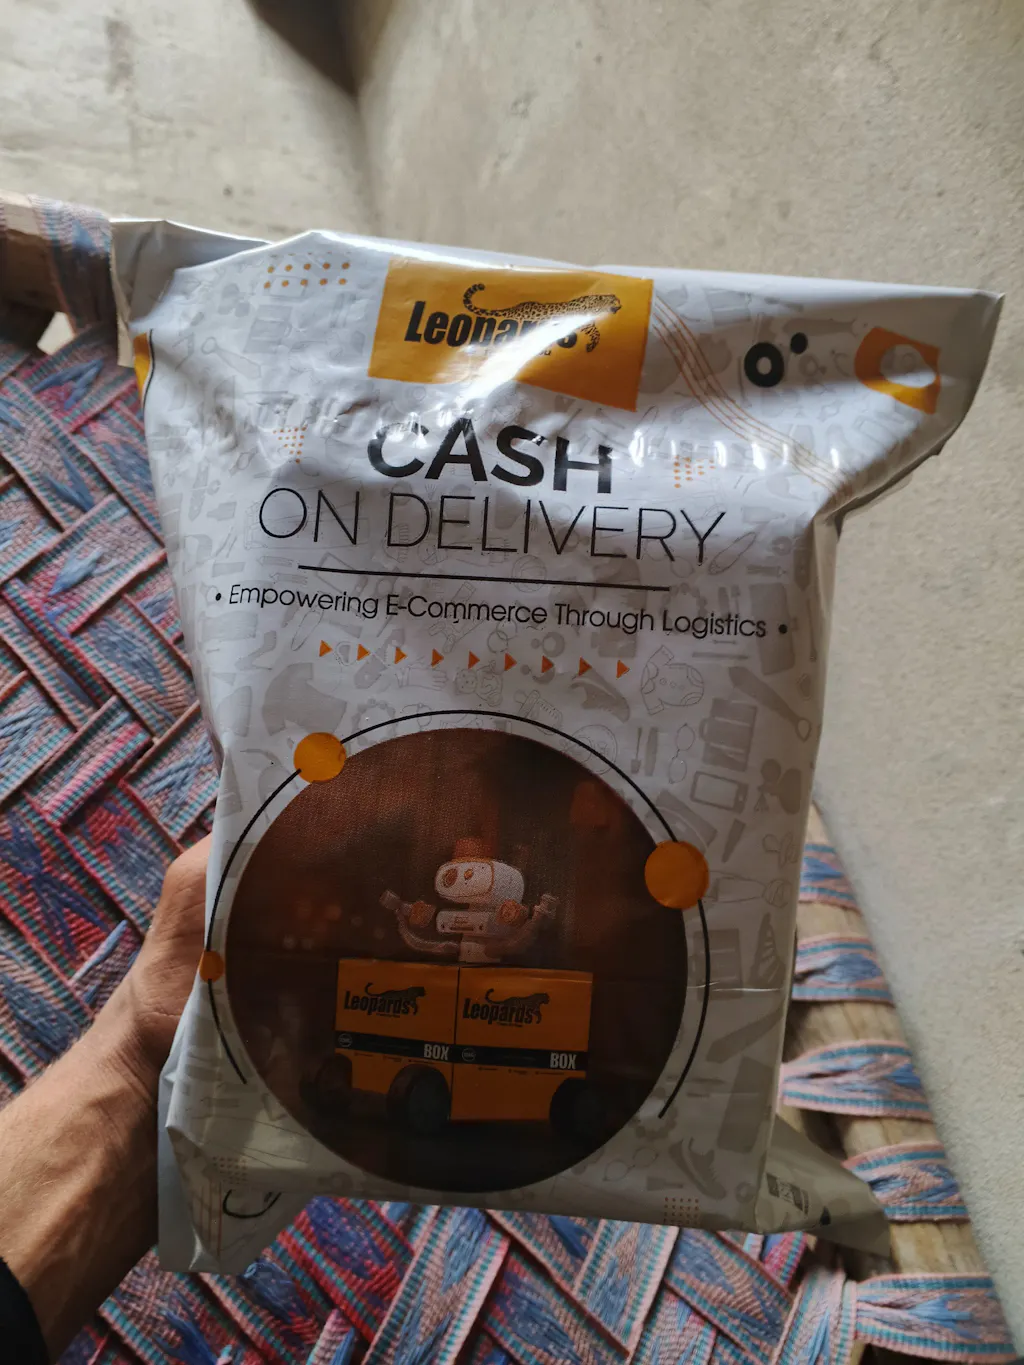 Leopards
CASH
ON DELIVERY
• Empowering E-Commerce Through Logistics •
Leopards
Leopards
BOX
BOX